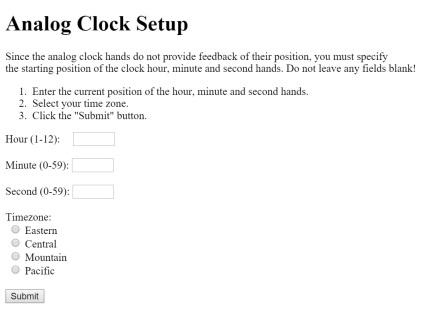 Analog Clock Setup
Since the analog clock hands do not provide feedback of their position, you must specify
the starting position of the clock hour, minute and second hands. Do not leave any fields blank!
1. Enter the current position of the hour, minute and second hands.
2. Select your time zone.
3. Click the "Submit" button.
Hour (1-12):
Minute (0-59):
Second (0-59):
Timezone:
Eastern
Central
Mountain
Pacific
Submit